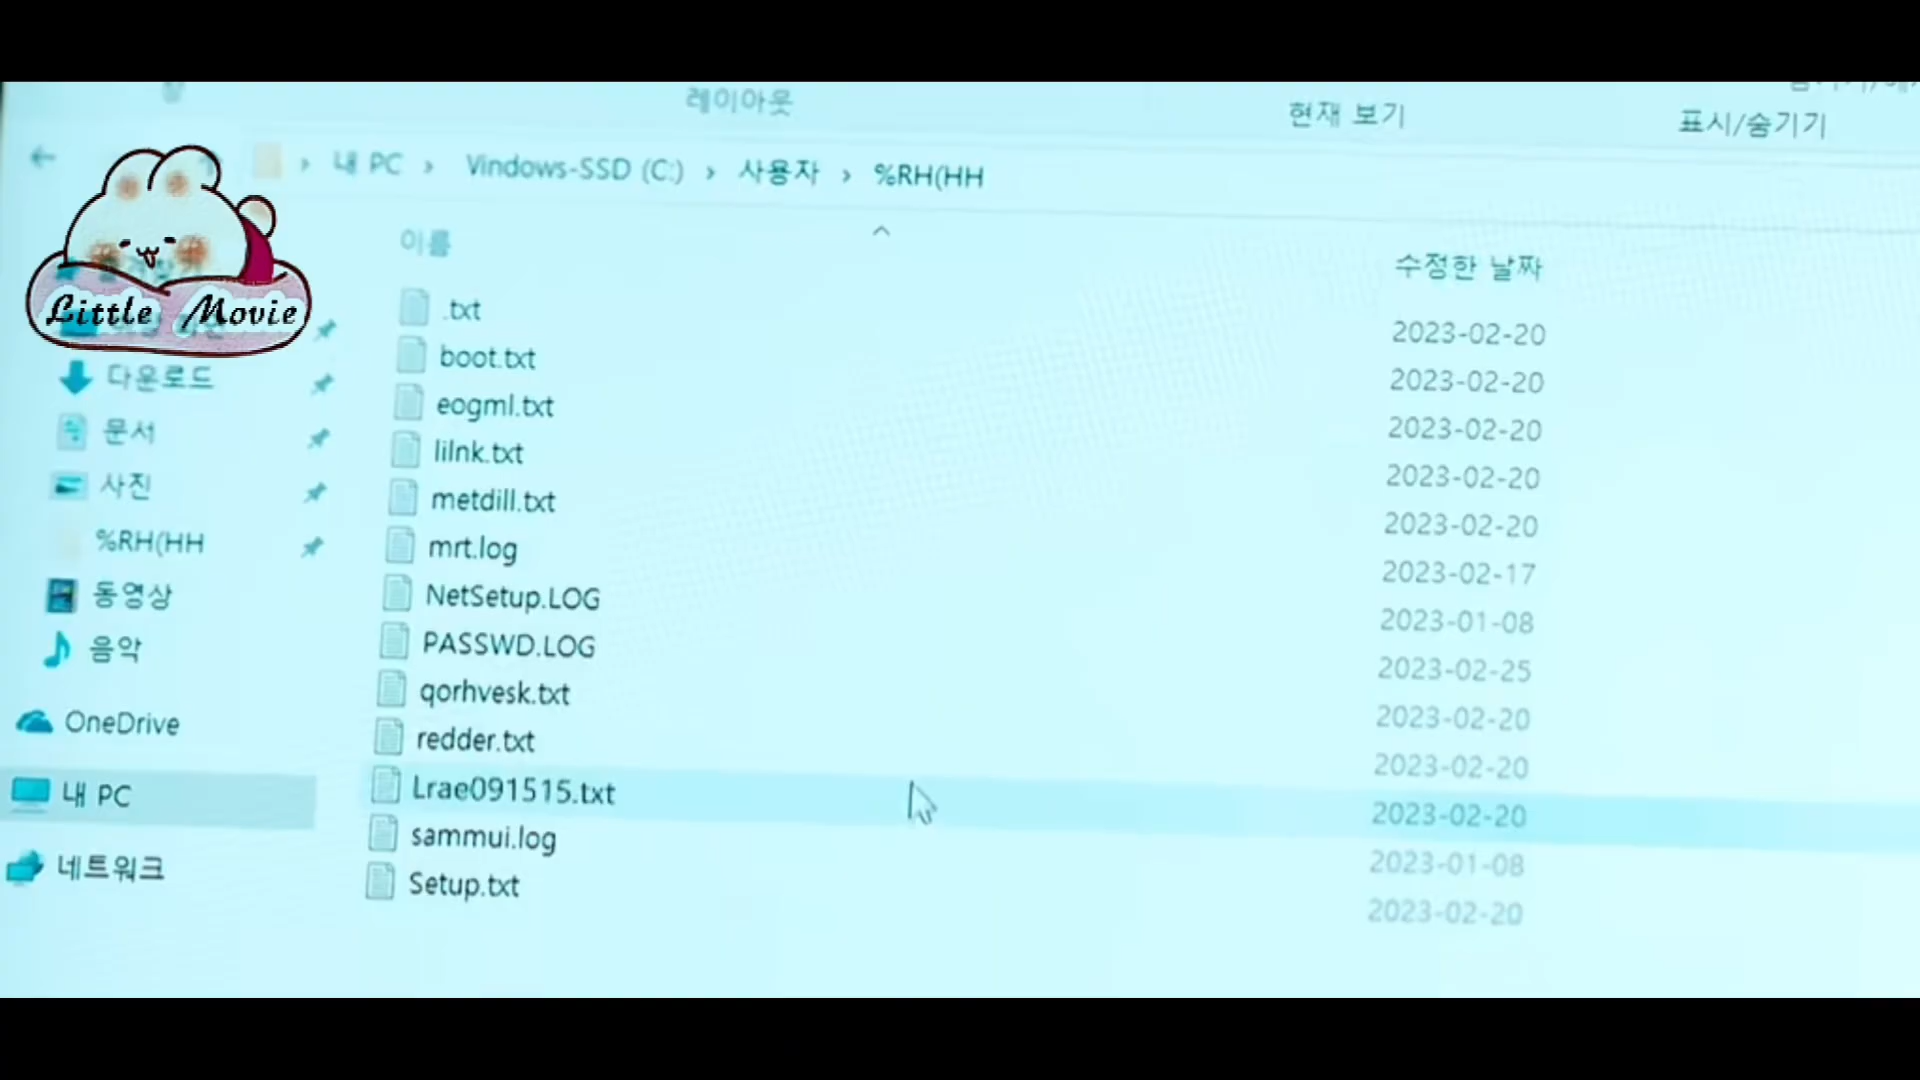 레이아웃
현재 보기
표시/숨기기
내 PC > Vindows-SSD (C:) > 사용자 > %RH(HH
이름
수정한 날짜
Little Movie
다운로드
문서
사진
%RH(HH
동영상
음악
OneDrive
내 PC
네트워크
.txt 2023-02-20
boot.txt 2023-02-20
eogml.txt 2023-02-20
lilnk.txt 2023-02-20
metdill.txt 2023-02-20
mrt.log 2023-02-17
NetSetup.LOG 2023-01-08
PASSWD.LOG 2023-02-25
qorhvesk.txt 2023-02-20
redder.txt 2023-02-20
Lrae091515.txt 2023-02-20
sammui.log 2023-01-08
Setup.txt 2023-02-20